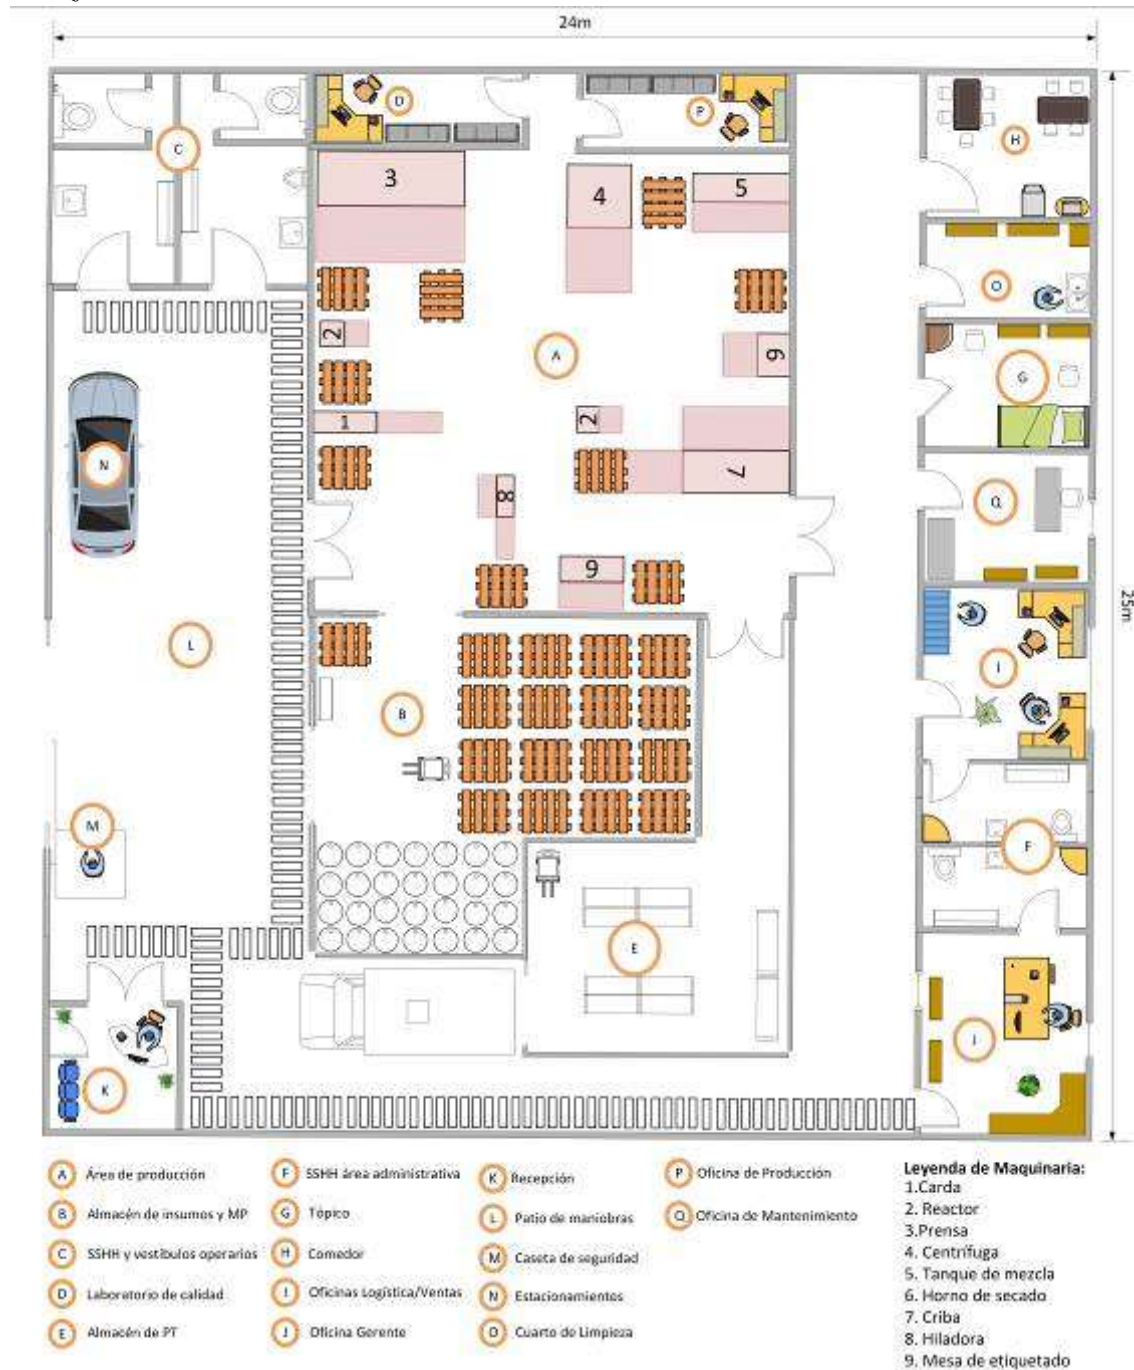 24m
D
P
H
C
3
4
5
O
2
A
6
G
1
2
N
7
8
Q
9
25m
L
I
B
M
F
E
J
K
A Área de producción
B Almacén de insumos y MP
C SSHH y vestíbulos operarios
D Laboratorio de calidad
E Almacén de PT
F SSHH área administrativa
G Tópico
H Comedor
I Oficinas Logística/Ventas
J Oficina Gerente
K Recepción
L Patio de maniobras
M Caseta de seguridad
N Estacionamientos
O Cuarto de Limpieza
P Oficina de Producción
Q Oficina de Mantenimiento
Leyenda de Maquinaria:
1.Carda
2. Reactor
3.Prensa
4. Centrífuga
5. Tanque de mezcla
6. Horno de secado
7. Criba
8. Hiladora
9. Mesa de etiquetado